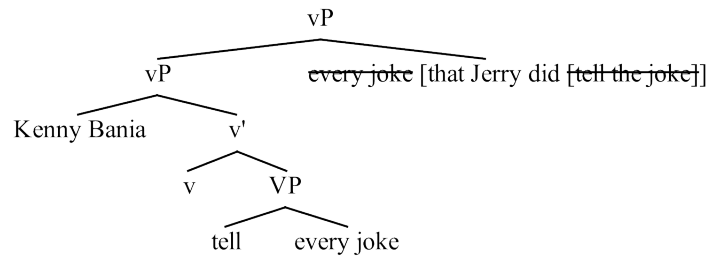 vP
vP every joke [that Jerry did [tell the joke]]
Kenny Bania v'
v VP
tell every joke